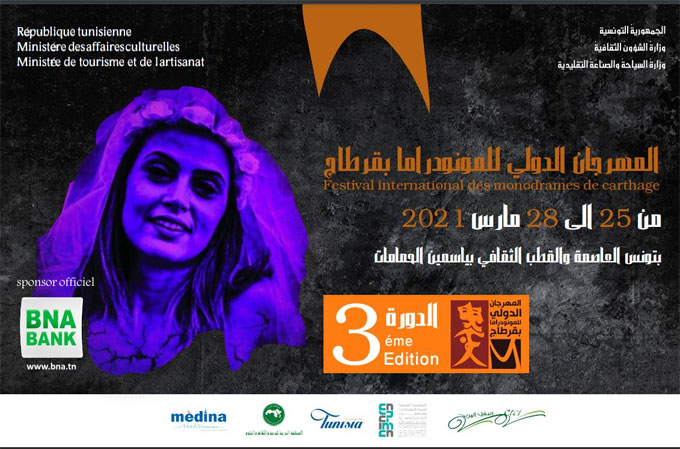 République tunisienne
Ministère des affaires culturelles
Ministère de tourisme et de lartisanat
الجمهورية التونسية
وزارة الشؤون الثقافية
وزارة السياحة والصناعة التقليدية
المهرجان الدولي للمونودراما بقرطاج
Festival international des monodrames de carthage
من 25 الى 28 مارس 2021
بتونس العاصمة والقطب الثقافي بياسمين الحمامات
sponsor officiel
BNA
BANK
www.bna.tn
3 الدورة
éme
Edition
المهرجان
الدولي
للمونودراما
بقرطاج
mèdina
Tunisia